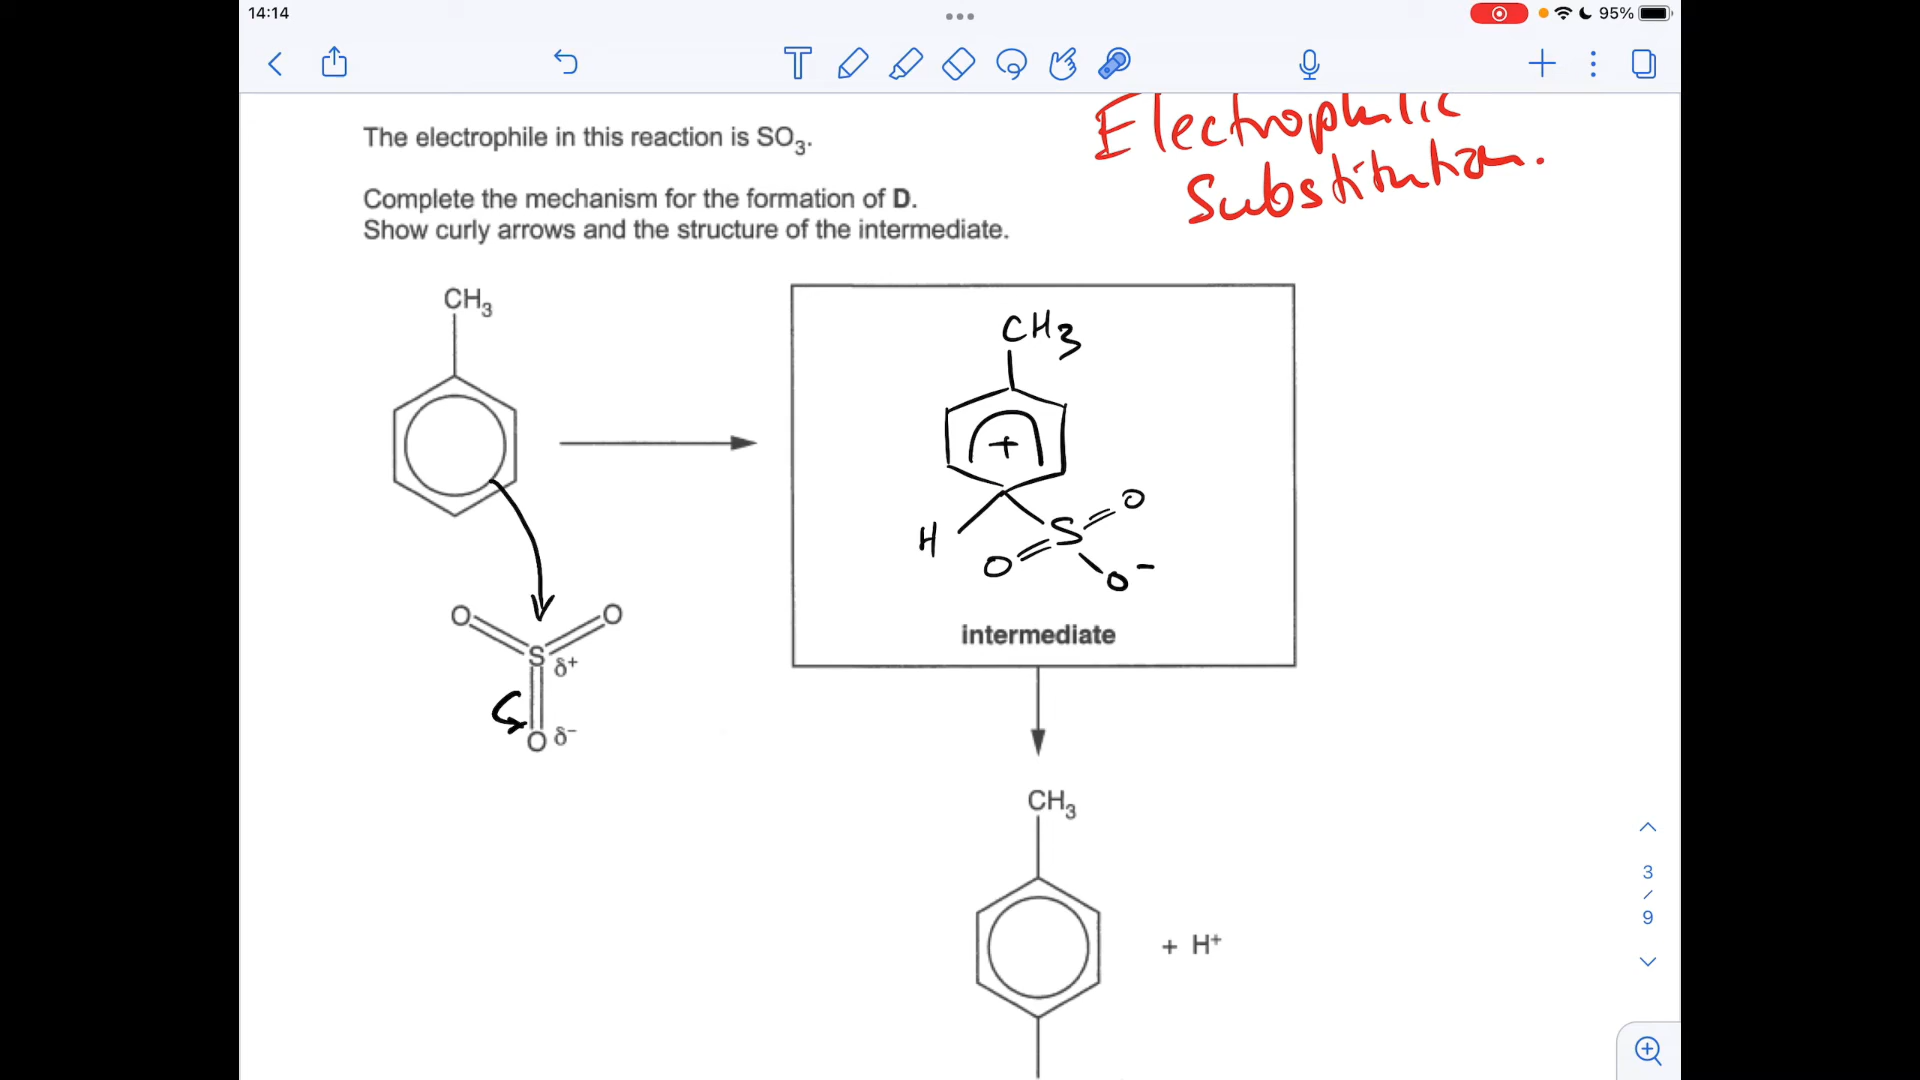 14:14
95%
Electrophilic
Substitution.
The electrophile in this reaction is SO₃.
Complete the mechanism for the formation of D.
Show curly arrows and the structure of the intermediate.
CH₃
CH₃
+
H
S
O
O
O⁻
O
O
S
δ+
O
δ−
intermediate
CH₃
+ H⁺
3
/
9